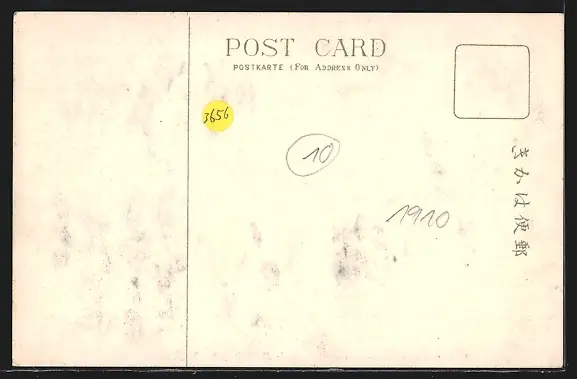 POST CARD
POSTKARTE (FOR ADDRESS ONLY)
3656
10
1910
きかは便郵